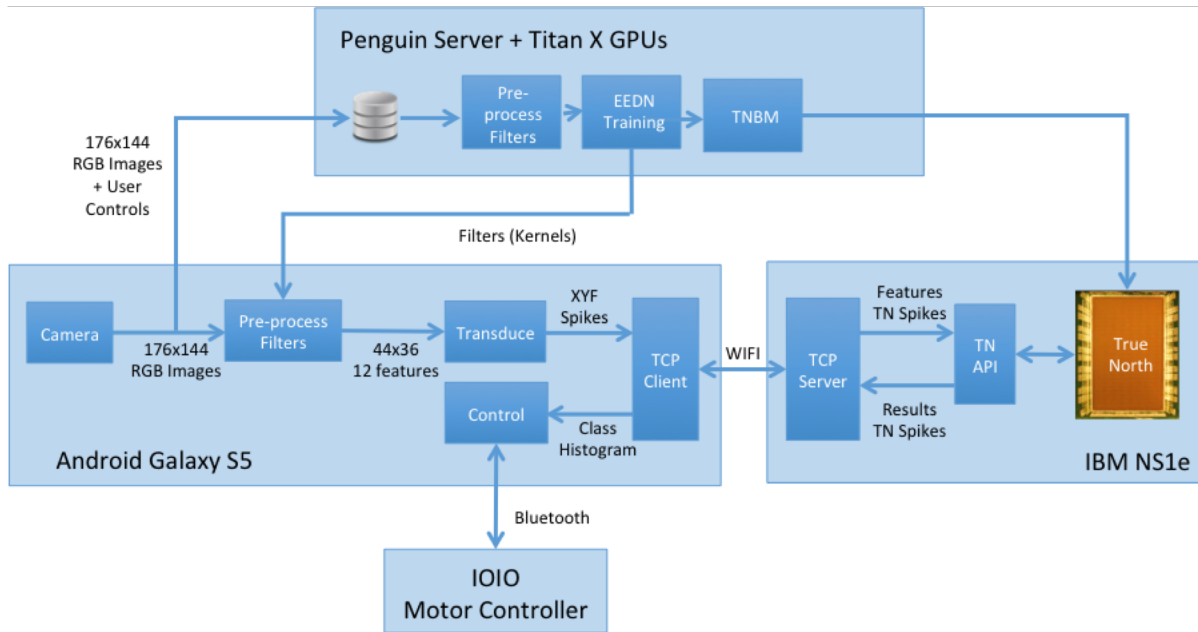 Penguin Server + Titan X GPUs
Pre-
process
Filters
EEDN
Training
TNBM
176x144
RGB Images
+ User
Controls
Filters (Kernels)
Camera
176x144
RGB Images
Pre-process
Filters
44x36
12 features
Transduce
XYF
Spikes
TCP
Client
Control
Class
Histogram
Android Galaxy S5
WIFI
TCP
Server
Features
TN Spikes
TN
API
Results
TN Spikes
True
North
IBM NS1e
Bluetooth
IOIO
Motor Controller